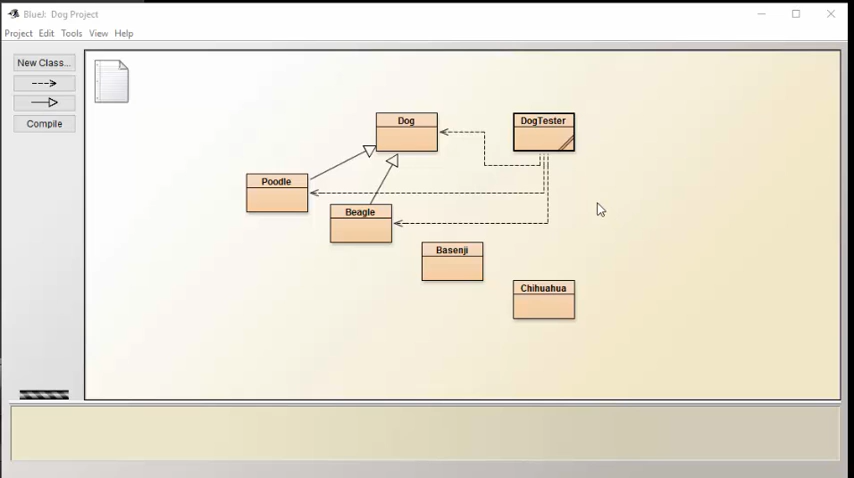 BlueJ: Dog Project
Project Edit Tools View Help
New Class...
Compile
Dog
DogTester
Poodle
Beagle
Basenji
Chihuahua